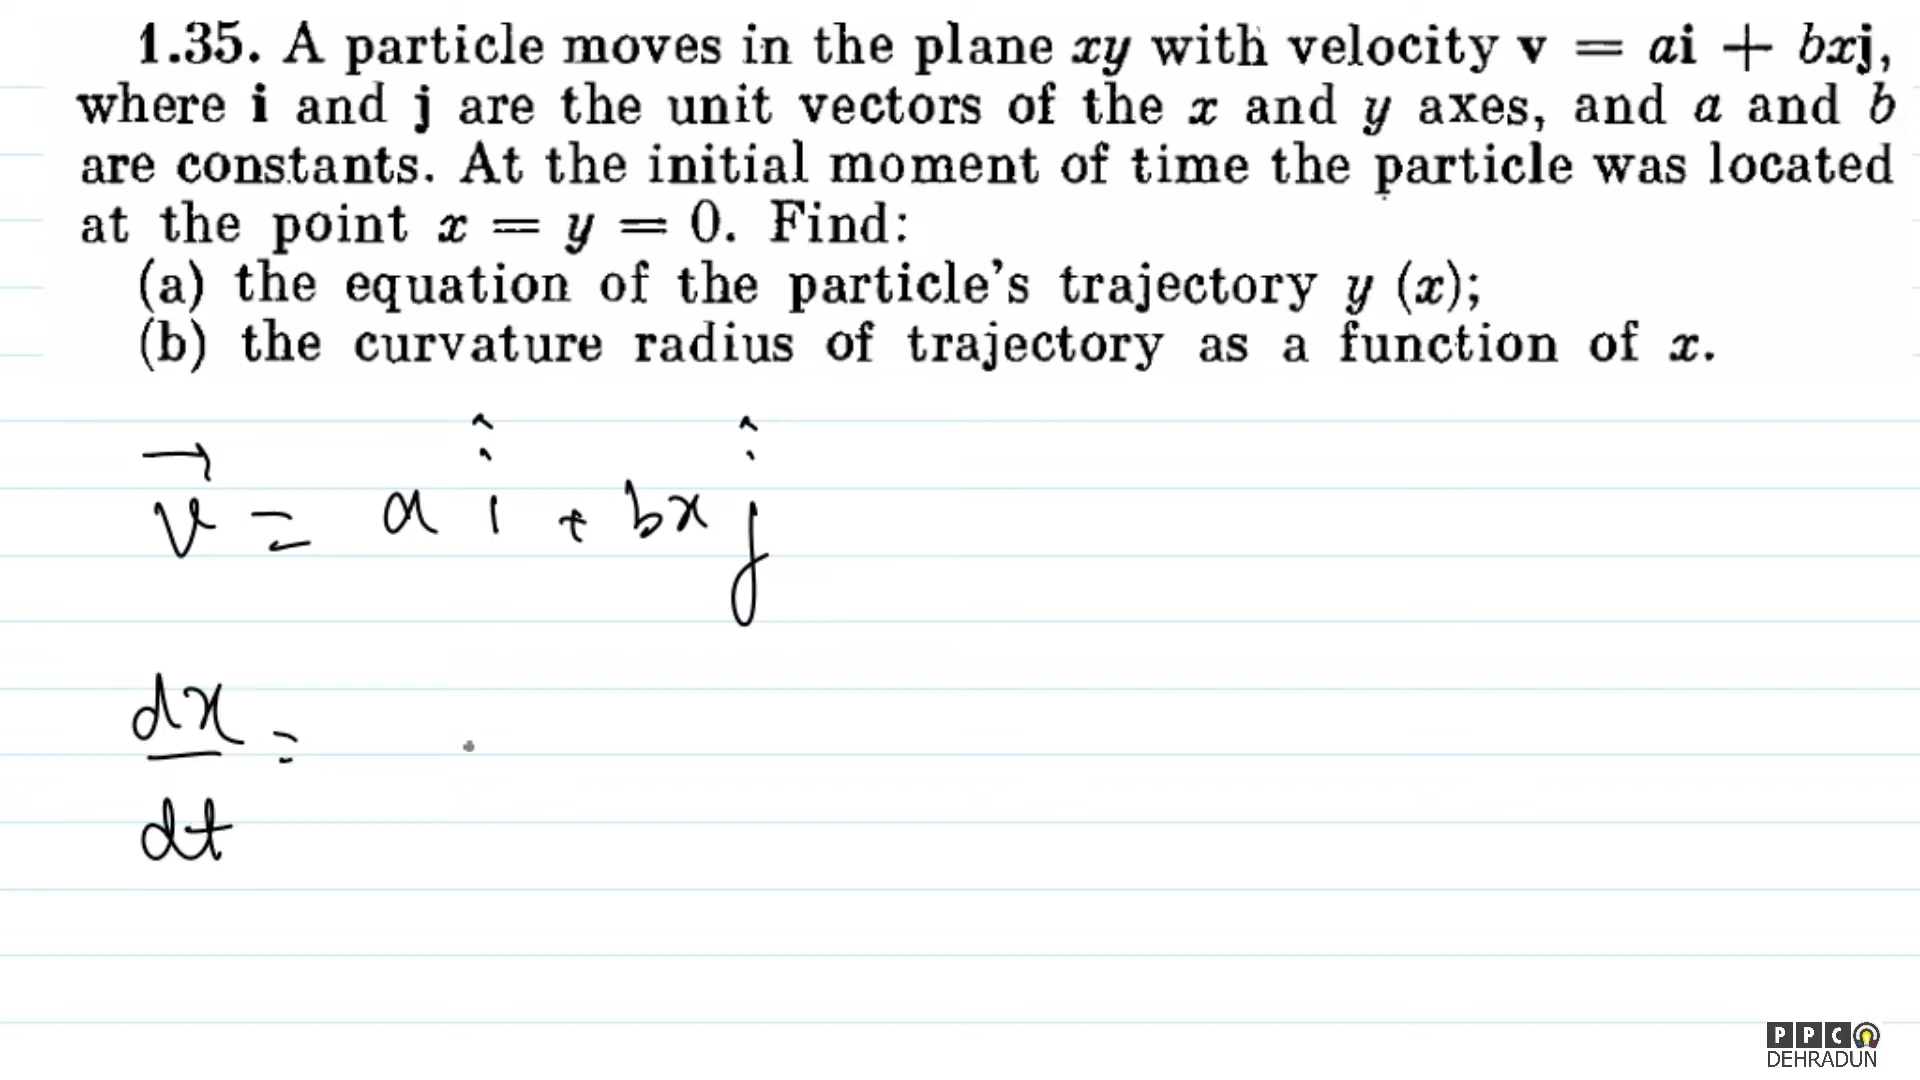 1.35. A particle moves in the plane xy with velocity v = ai + bxj,
where i and j are the unit vectors of the x and y axes, and a and b
are constants. At the initial moment of time the particle was located
at the point x = y = 0. Find:
(a) the equation of the particle's trajectory y (x);
(b) the curvature radius of trajectory as a function of x.
v⃗ = a î + bx ĵ
dx/dt =
PPC
DEHRADUN